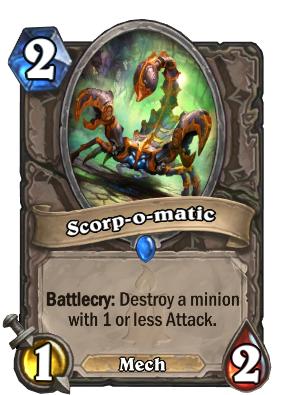 2
Scorp-o-matic
Battlecry: Destroy a minion
with 1 or less Attack.
1
Mech
2